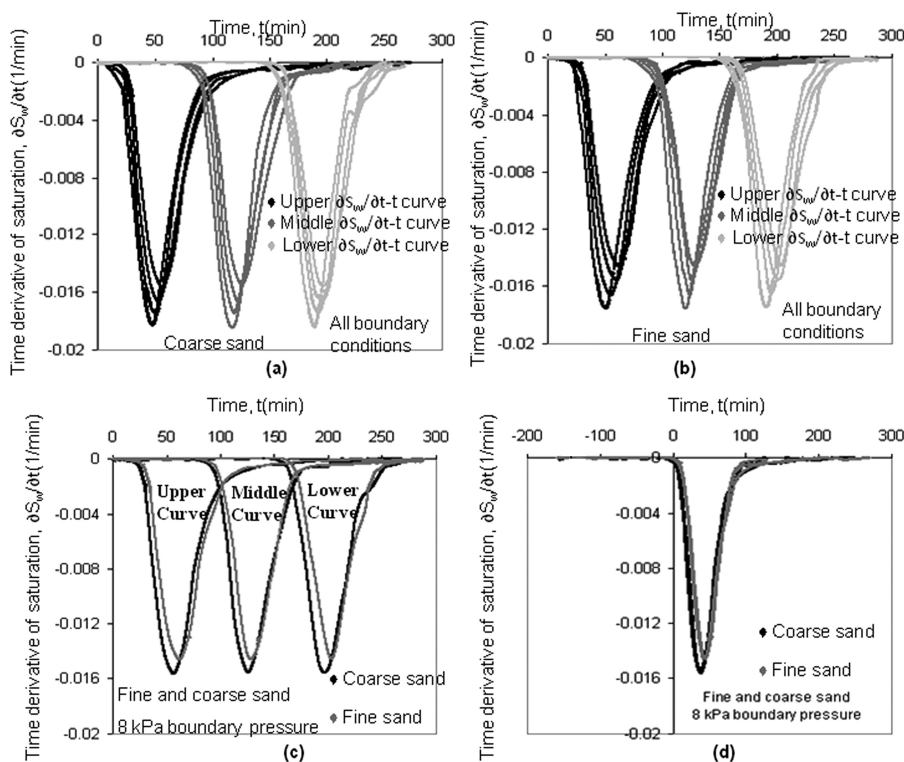 Time, t(min)
0 50 100 150 200 250 300
0
-0.004
-0.008
-0.012
-0.016
-0.02
Time derivative of saturation, ∂Sw/∂t(1/min)
Upper ∂Sw/∂t-t curve
Middle ∂Sw/∂t-t curve
Lower ∂Sw/∂t-t curve
Coarse sand
All boundary
conditions
(a)
Time, t(min)
0 50 100 150 200 250 300
0
-0.004
-0.008
-0.012
-0.016
-0.02
Time derivative of saturation, ∂Sw/∂t(1/min)
Upper ∂Sw/∂t-t curve
Middle ∂Sw/∂t-t curve
Lower ∂Sw/∂t-t curve
Fine sand
All boundary
conditions
(b)
Time, t(min)
0 50 100 150 200 250 300
0
-0.004
-0.008
-0.012
-0.016
-0.02
Time derivative of saturation, ∂Sw/∂t(1/min)
Upper Curve
Middle Curve
Lower Curve
Coarse sand
Fine sand
Fine and coarse sand
8 kPa boundary pressure
(c)
Time, t(min)
-200 -100 0 100 200 300
0
-0.004
-0.008
-0.012
-0.016
-0.02
Time derivative of saturation, ∂Sw/∂t(1/min)
Coarse sand
Fine sand
Fine and coarse sand
8 kPa boundary pressure
(d)